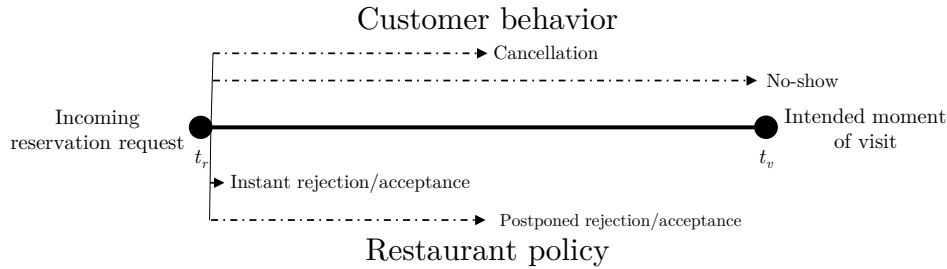 Customer behavior
Cancellation
No-show
Incoming
reservation request
Intended moment
of visit
t_r
t_v
Instant rejection/acceptance
Postponed rejection/acceptance
Restaurant policy